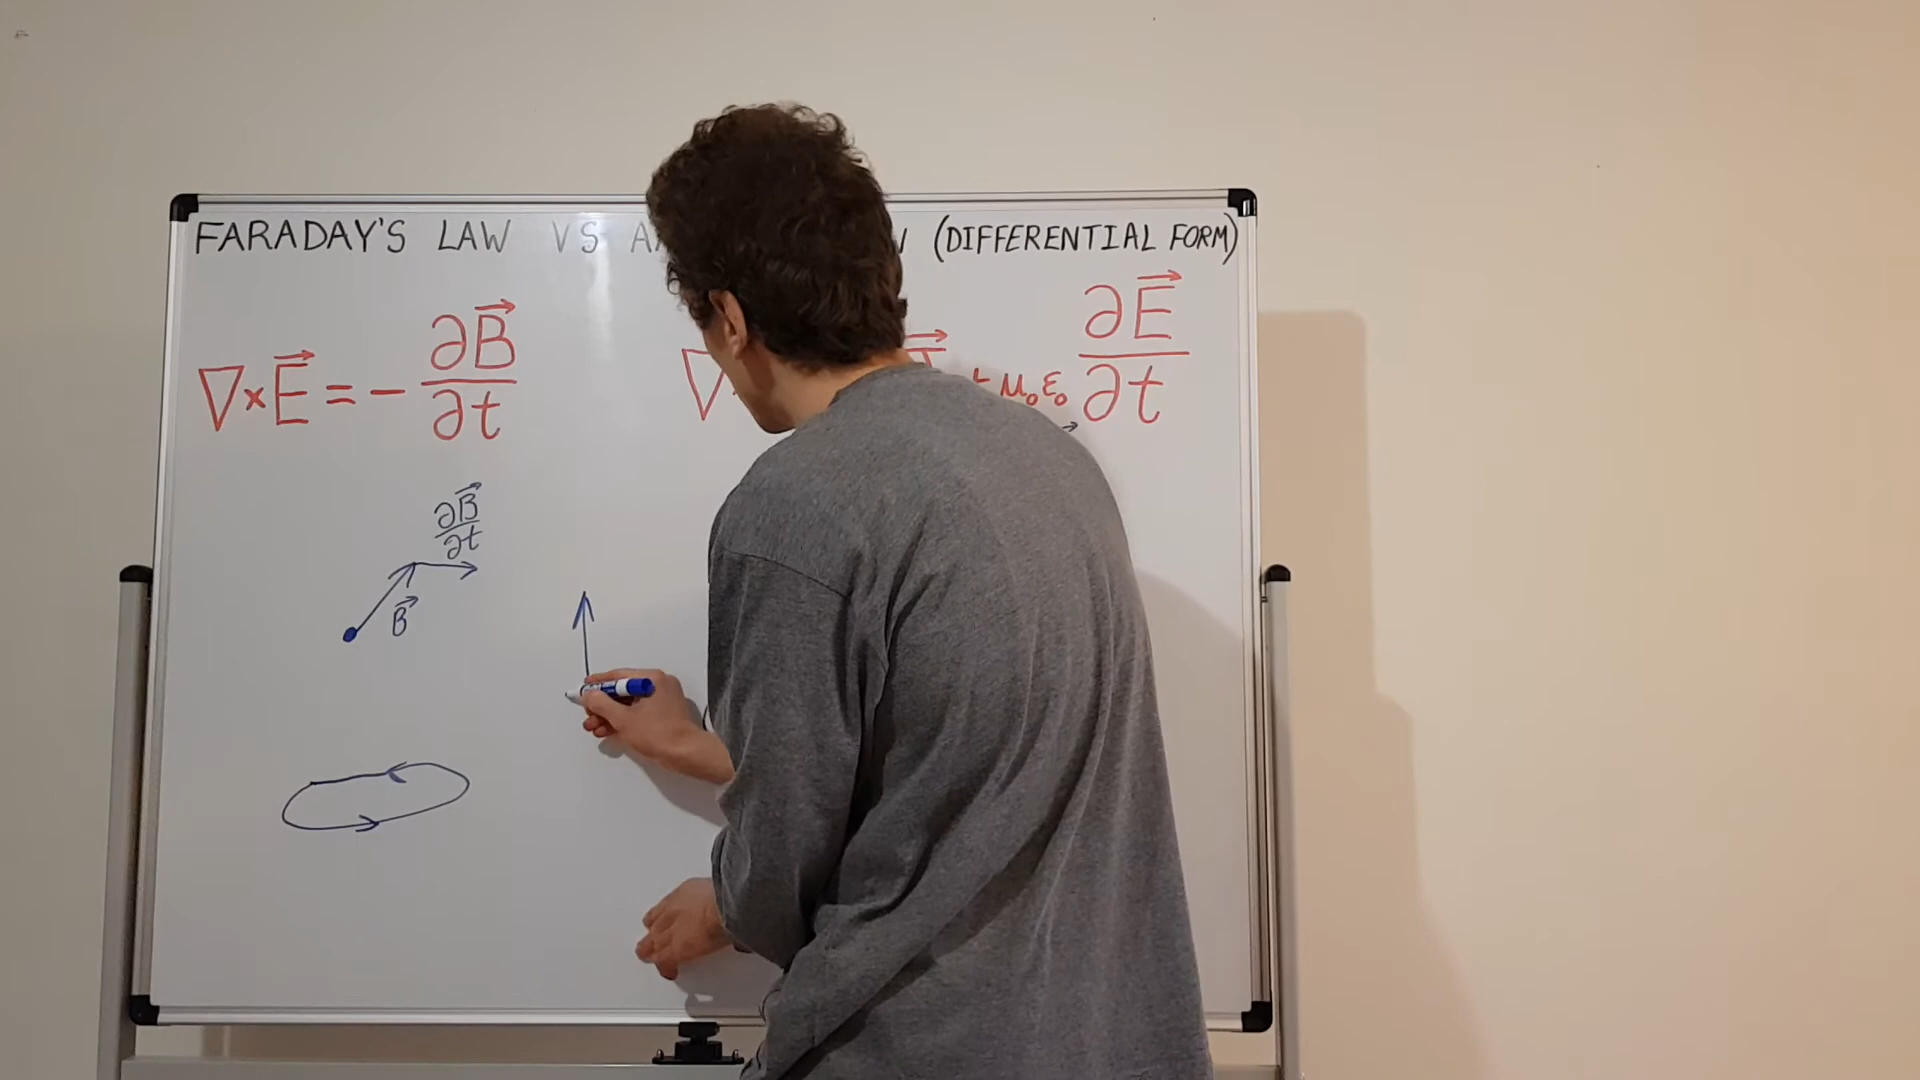 FARADAY'S LAW VS (DIFFERENTIAL FORM)
∇×E⃗ = - ∂B⃗/∂t
μ₀ε₀ ∂E⃗/∂t
∂B⃗/∂t
B⃗